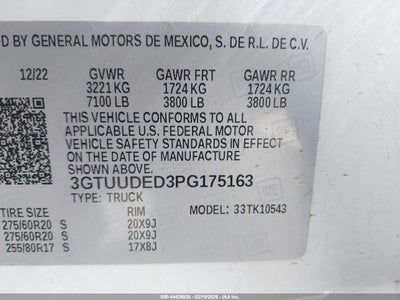 D BY GENERAL MOTORS DE MEXICO, S. DE R.L. DE C.V.
12/22 GVWR GAWR FRT GAWR RR
3221 KG 1724 KG 1724 KG
7100 LB 3800 LB 3800 LB
THIS VEHICLE CONFORMS TO ALL
APPLICABLE U.S. FEDERAL MOTOR
VEHICLE SAFETY STANDARDS IN EFFECT
ON THE DATE OF MANUFACTURE SHOWN ABOVE.
3GTUUDED3PG175163
TYPE: TRUCK MODEL: 33TK10543
TIRE SIZE RIM
275/60R20 S 20X9J
275/60R20 S 20X9J
255/80R17 S 17X8J